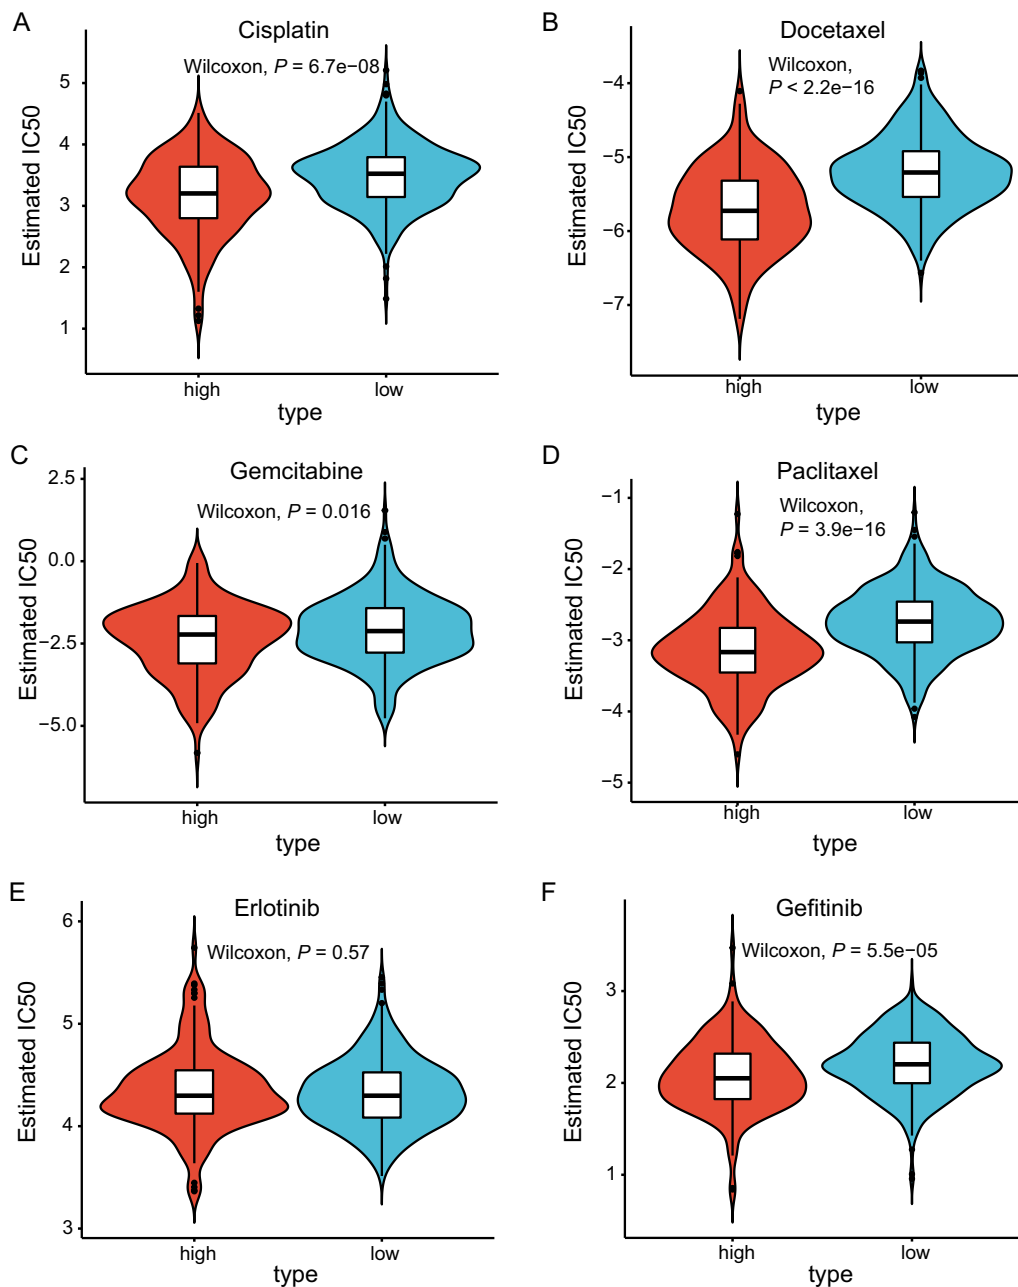 A
Cisplatin
Wilcoxon, P = 6.7e−08
Estimated IC50
5
4
3
2
1
high
low
type
B
Docetaxel
Wilcoxon,
P < 2.2e−16
Estimated IC50
−4
−5
−6
−7
high
low
type
C
Gemcitabine
Wilcoxon, P = 0.016
Estimated IC50
2.5
0.0
−2.5
−5.0
high
low
type
D
Paclitaxel
Wilcoxon,
P = 3.9e−16
Estimated IC50
−1
−2
−3
−4
−5
high
low
type
E
Erlotinib
Wilcoxon, P = 0.57
Estimated IC50
6
5
4
3
high
low
type
F
Gefitinib
Wilcoxon, P = 5.5e−05
Estimated IC50
3
2
1
high
low
type